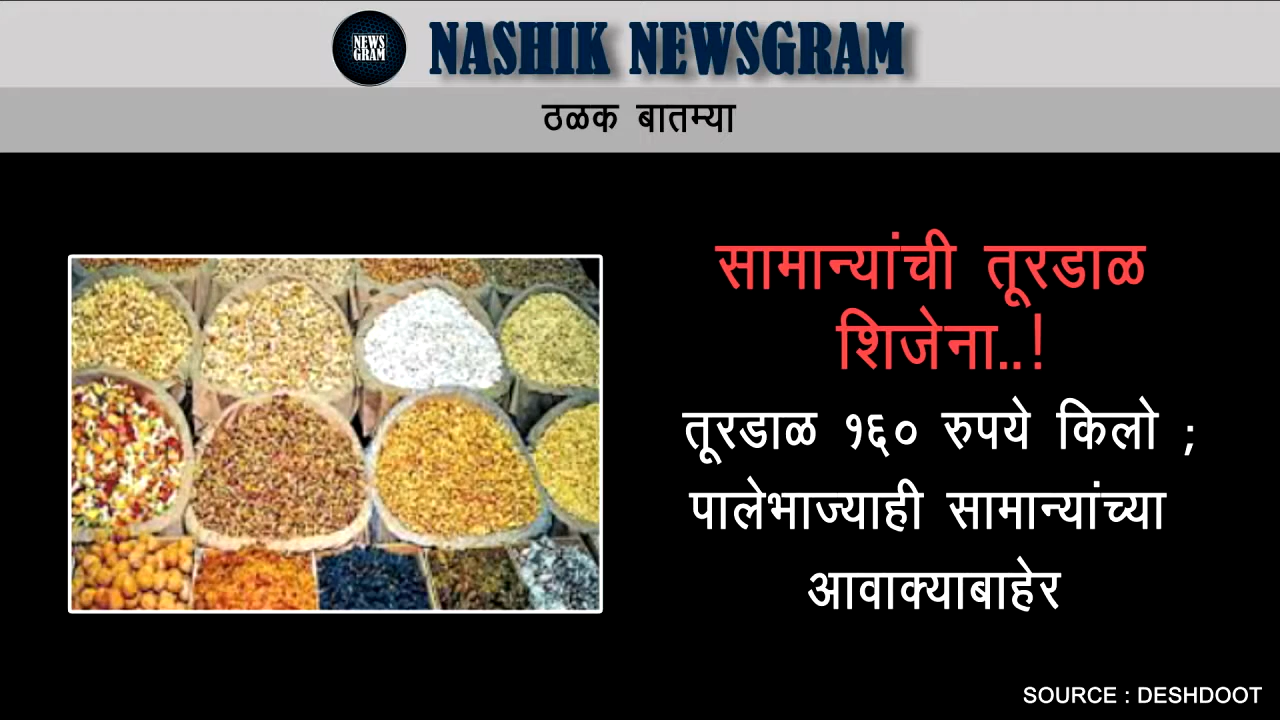 NEWS
GRAM
NASHIK NEWSGRAM
ठळक बातम्या
सामान्यांची तूरडाळ
शिजेना..!
तूरडाळ १६० रुपये किलो ;
पालेभाज्याही सामान्यांच्या
आवाक्याबाहेर
SOURCE : DESHDOOT